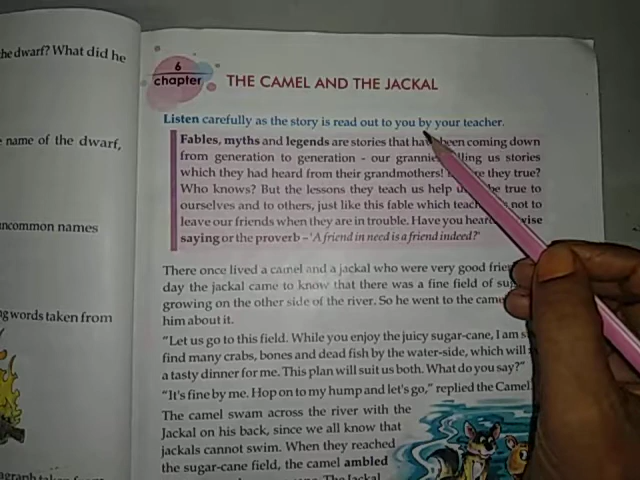 the dwarf? What did he
name of the dwarf,
uncommon names
words taken from
6
chapter
THE CAMEL AND THE JACKAL
Listen carefully as the story is read out to you by your teacher.
Fables, myths and legends are stories that have been coming down
from generation to generation - our grannies telling us stories
which they had heard from their grandmothers! they true?
Who knows? But the lessons they teach us help be true to
ourselves and to others, just like this fable which not to
leave our friends when they are in trouble. Have you heard wise
saying or the proverb – 'A friend in need is a friend indeed?'
There once lived a camel and a jackal who were very good
day the jackal came to know that there was a fine field of
growing on the other side of the river. So he went to the
him about it.
"Let us go to this field. While you enjoy the juicy sugar-cane, I am
find many crabs, bones and dead fish by the water-side, which will
a tasty dinner for me. This plan will suit us both. What do you say?"
"It's fine by me. Hop on to my hump and let's go," replied the Camel
The camel swam across the river with the
Jackal on his back, since we all know that
jackals cannot swim. When they reached
the sugar-cane field, the camel ambled
The Jackal